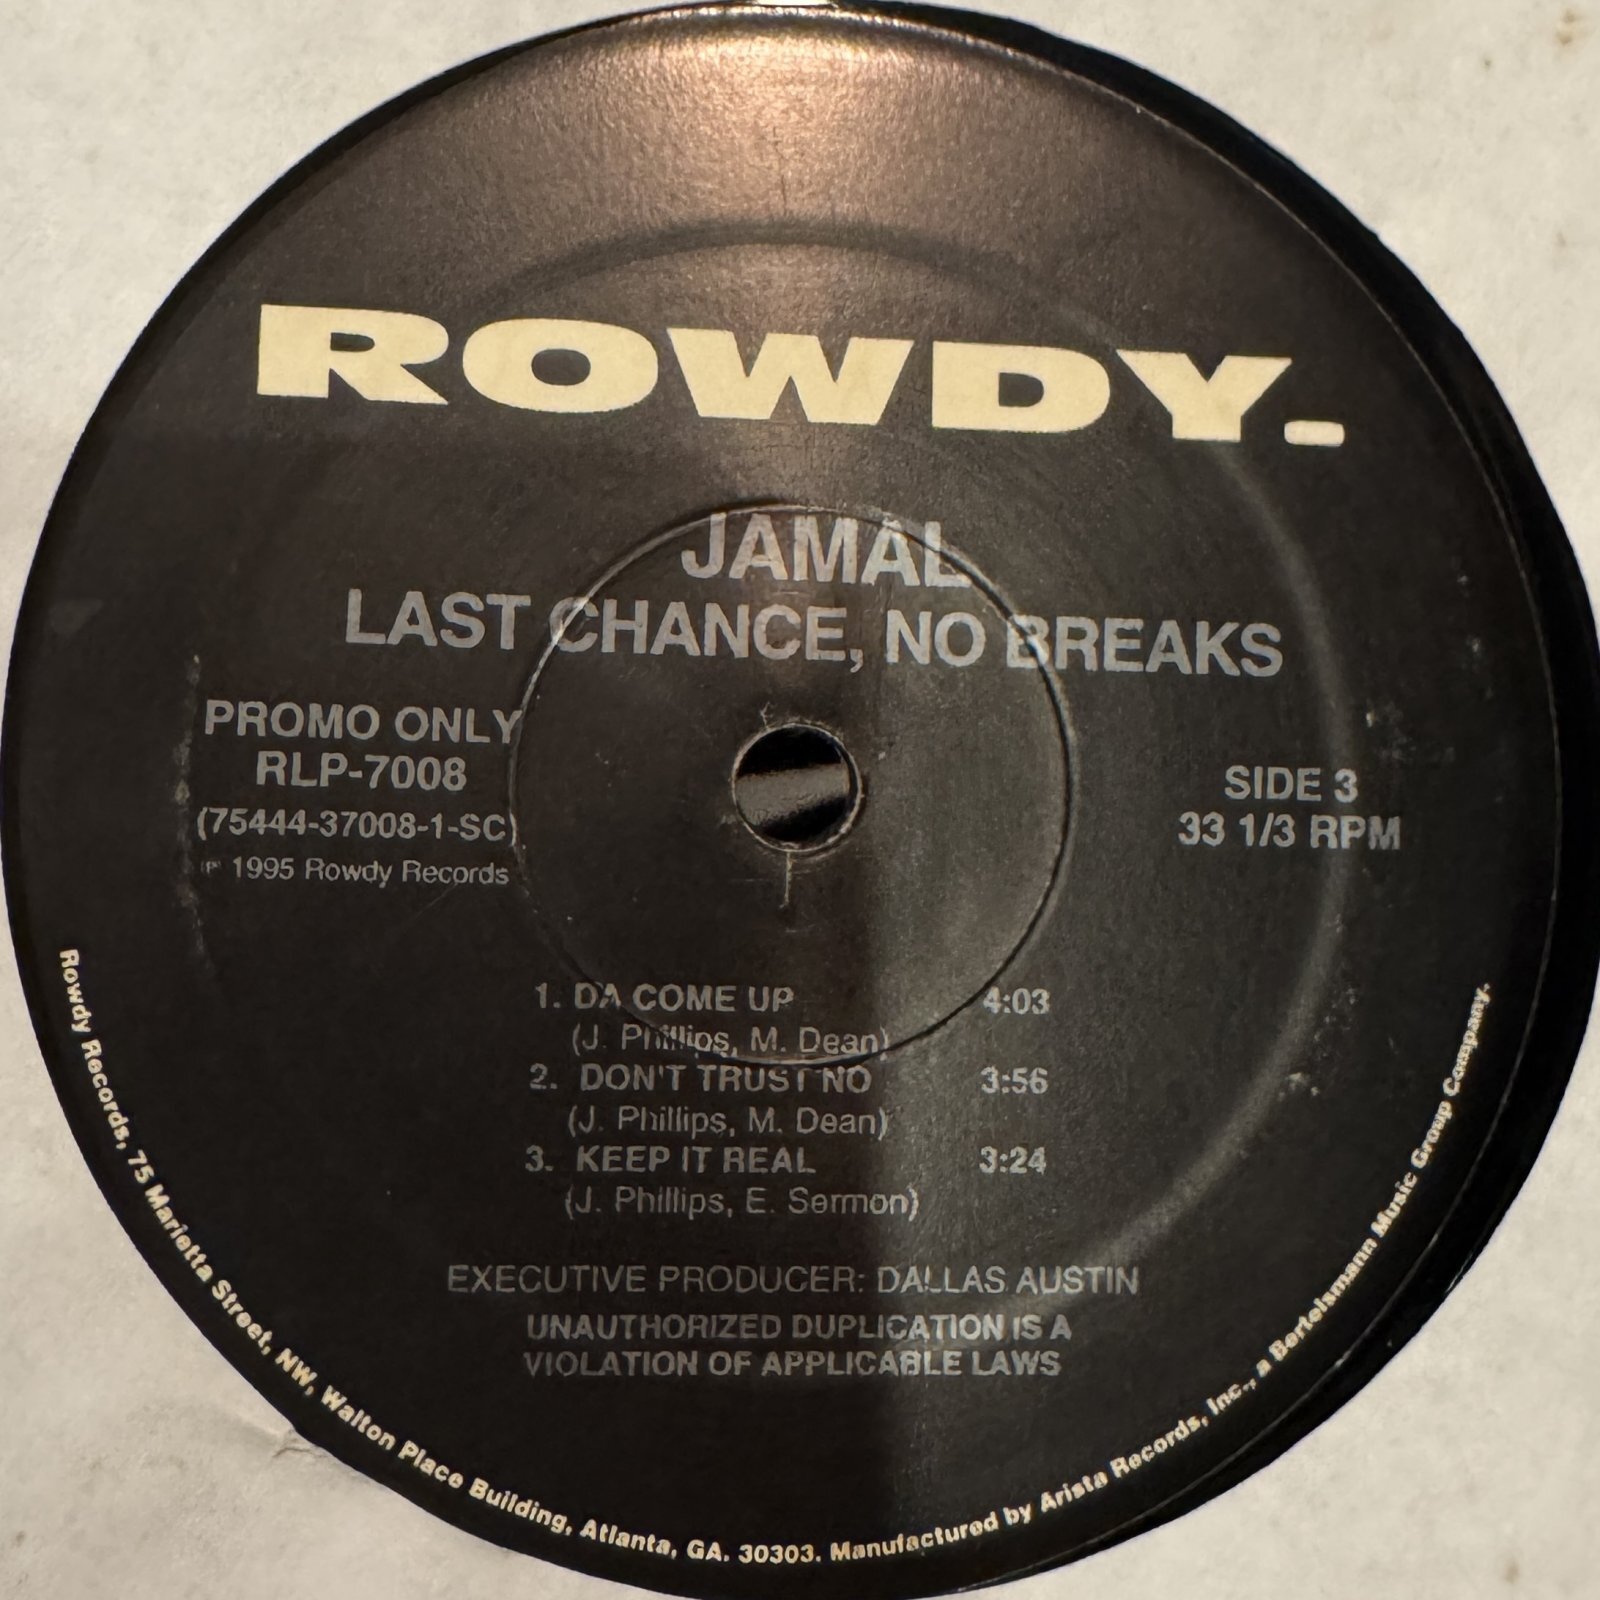 ROWDY.
JAMAL
LAST CHANCE, NO BREAKS
PROMO ONLY
RLP-7008
(75444-37008-1-SC)
℗ 1995 Rowdy Records
SIDE 3
33 1/3 RPM
1. DA COME UP 4:03
(J. Phillips, M. Dean)
2. DON'T TRUST NO 3:56
(J. Phillips, M. Dean)
3. KEEP IT REAL 3:24
(J. Phillips, E. Sermon)
EXECUTIVE PRODUCER: DALLAS AUSTIN
UNAUTHORIZED DUPLICATION IS A
VIOLATION OF APPLICABLE LAWS
Rowdy Records, 75 Marietta Street, NW, Walton Place Building, Atlanta, GA. 30303. Manufactured by Arista Records, Inc., a Bertelsmann Music Group Company.